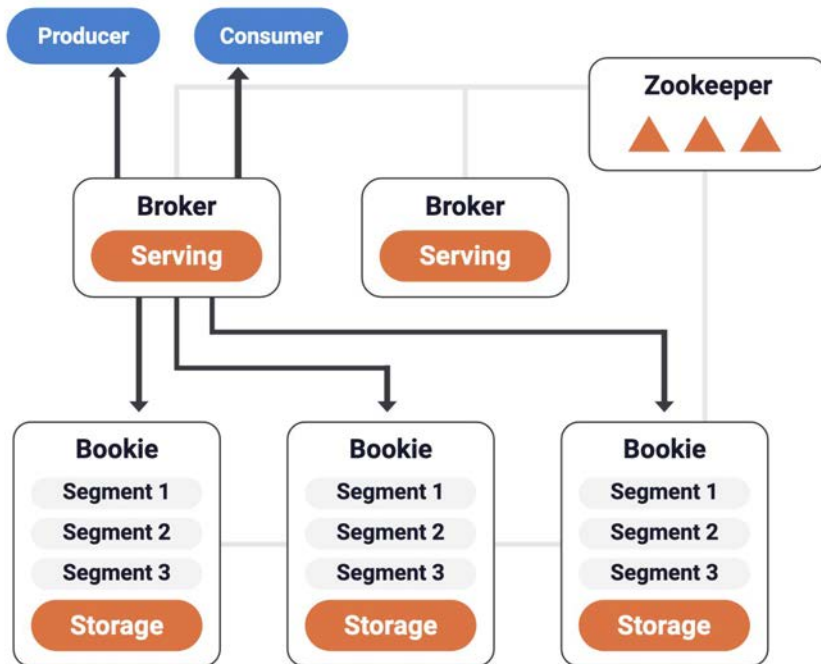 Producer
Consumer
Zookeeper
Broker
Serving
Broker
Serving
Bookie
Segment 1
Segment 2
Segment 3
Storage
Bookie
Segment 1
Segment 2
Segment 3
Storage
Bookie
Segment 1
Segment 2
Segment 3
Storage